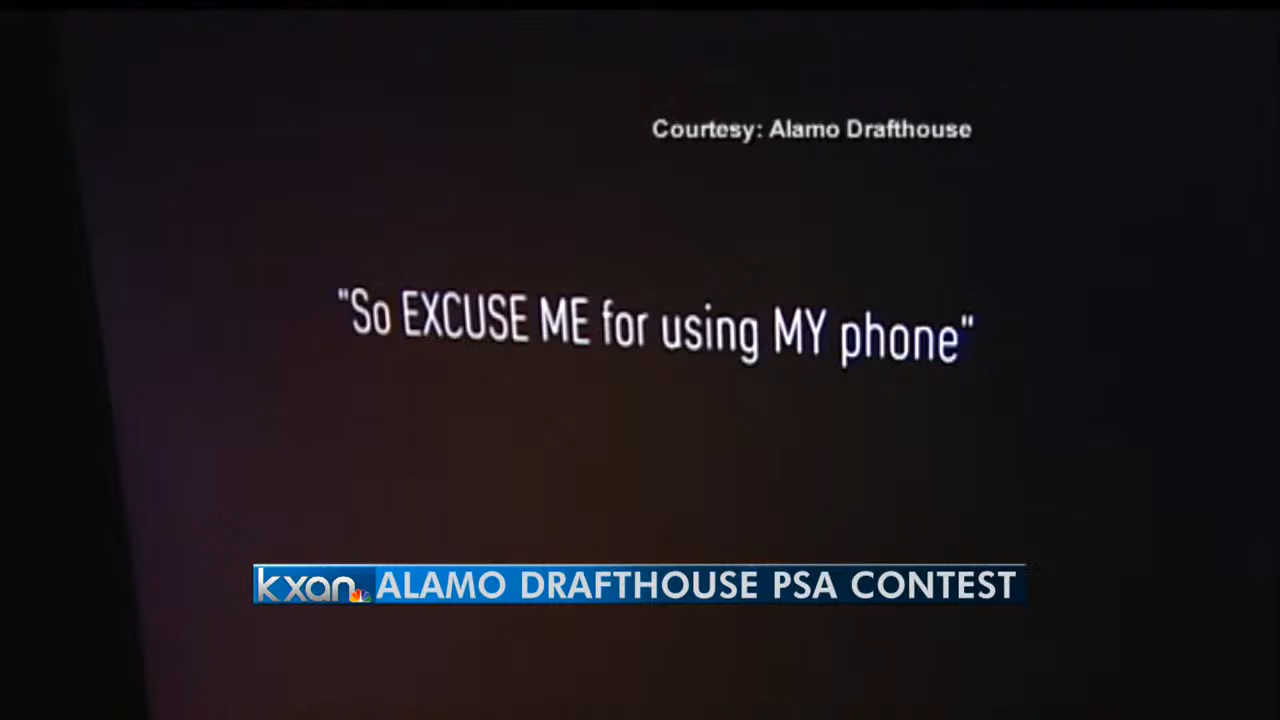 Courtesy: Alamo Drafthouse
"So EXCUSE ME for using MY phone"
kxan ALAMO DRAFTHOUSE PSA CONTEST